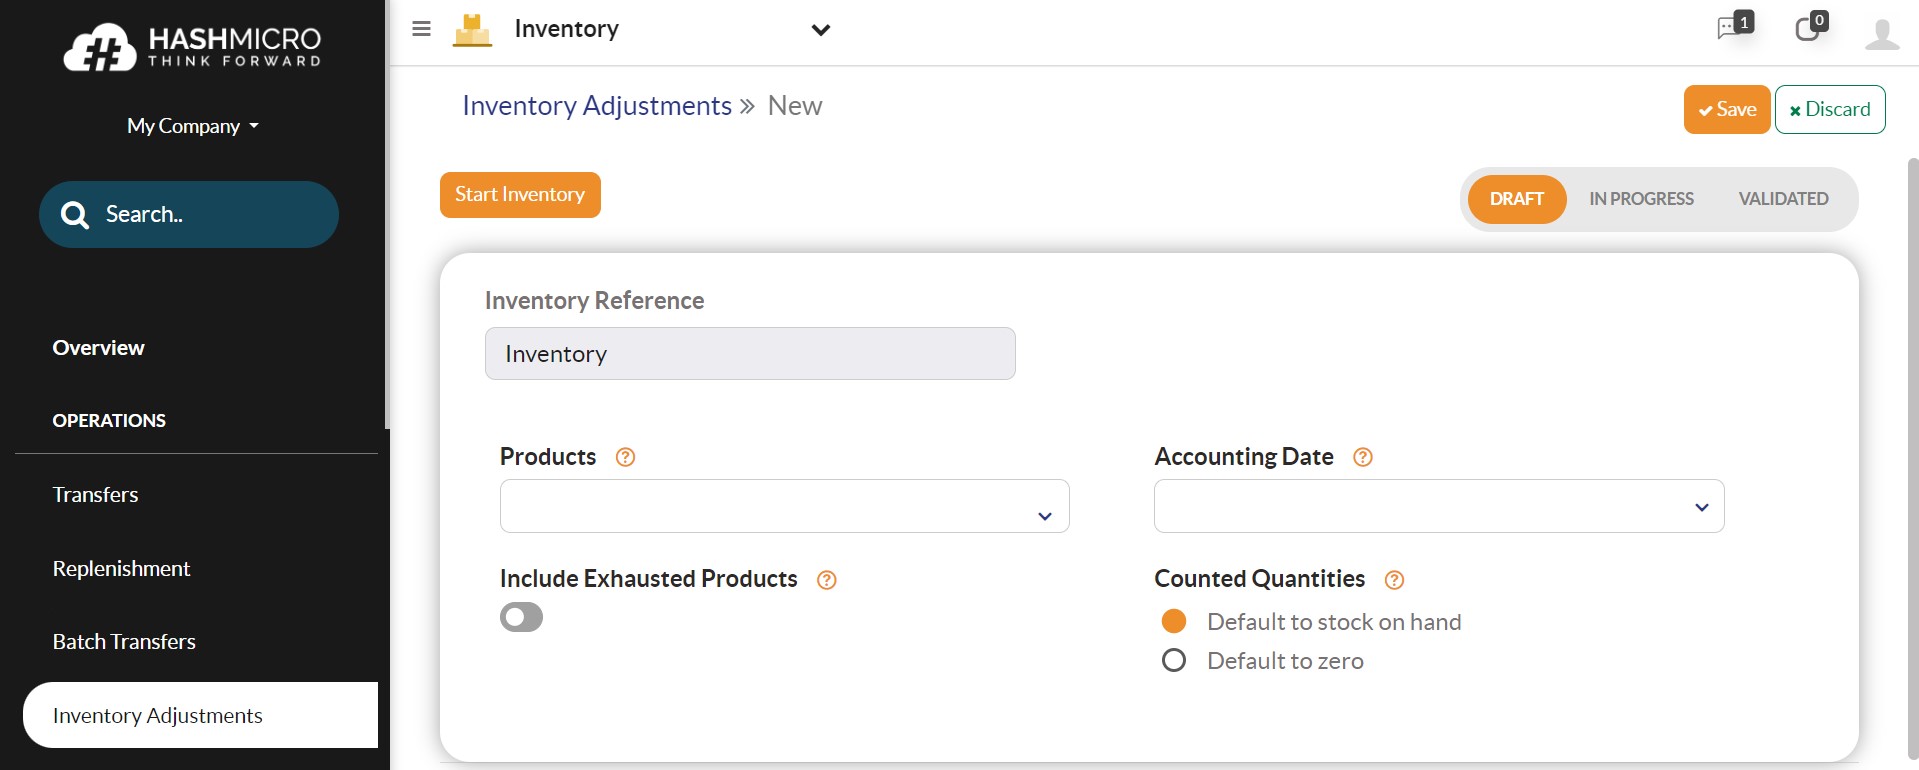 HASHMICRO
THINK FORWARD
My Company
Search..
Overview
OPERATIONS
Transfers
Replenishment
Batch Transfers
Inventory Adjustments
Inventory
1
0
Inventory Adjustments » New
Save
Discard
Start Inventory
DRAFT
IN PROGRESS
VALIDATED
Inventory Reference
Inventory
Products
Accounting Date
Include Exhausted Products
Counted Quantities
Default to stock on hand
Default to zero